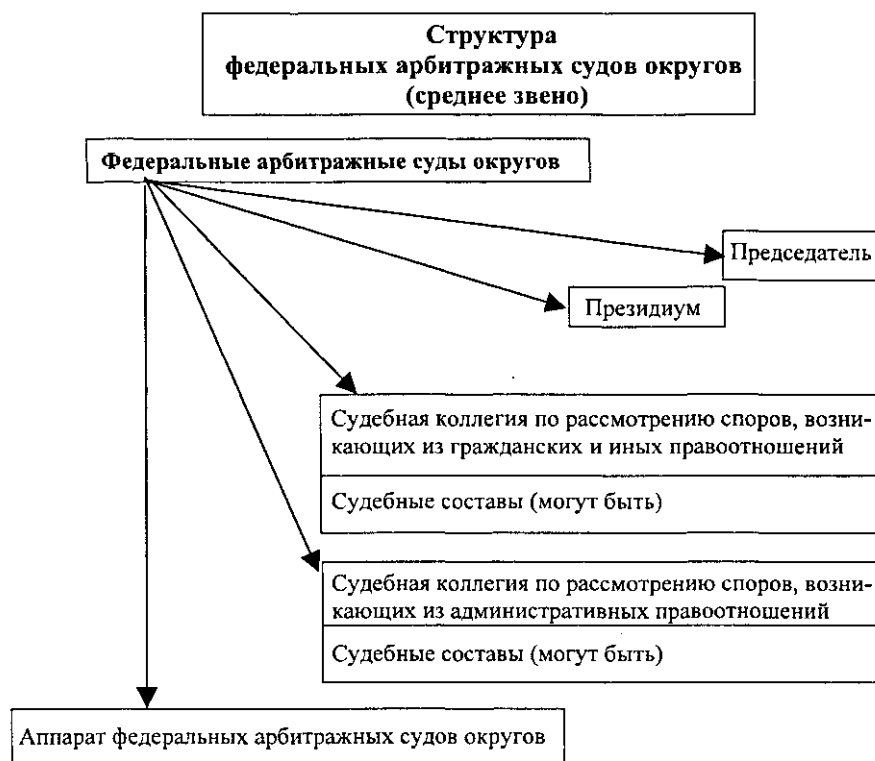 Структура
федеральных арбитражных судов округов
(среднее звено)
Федеральные арбитражные суды округов
Председатель
Президиум
Судебная коллегия по рассмотрению споров, возни-
кающих из гражданских и иных правоотношений
Судебные составы (могут быть)
Судебная коллегия по рассмотрению споров, возни-
кающих из административных правоотношений
Судебные составы (могут быть)
Аппарат федеральных арбитражных судов округов